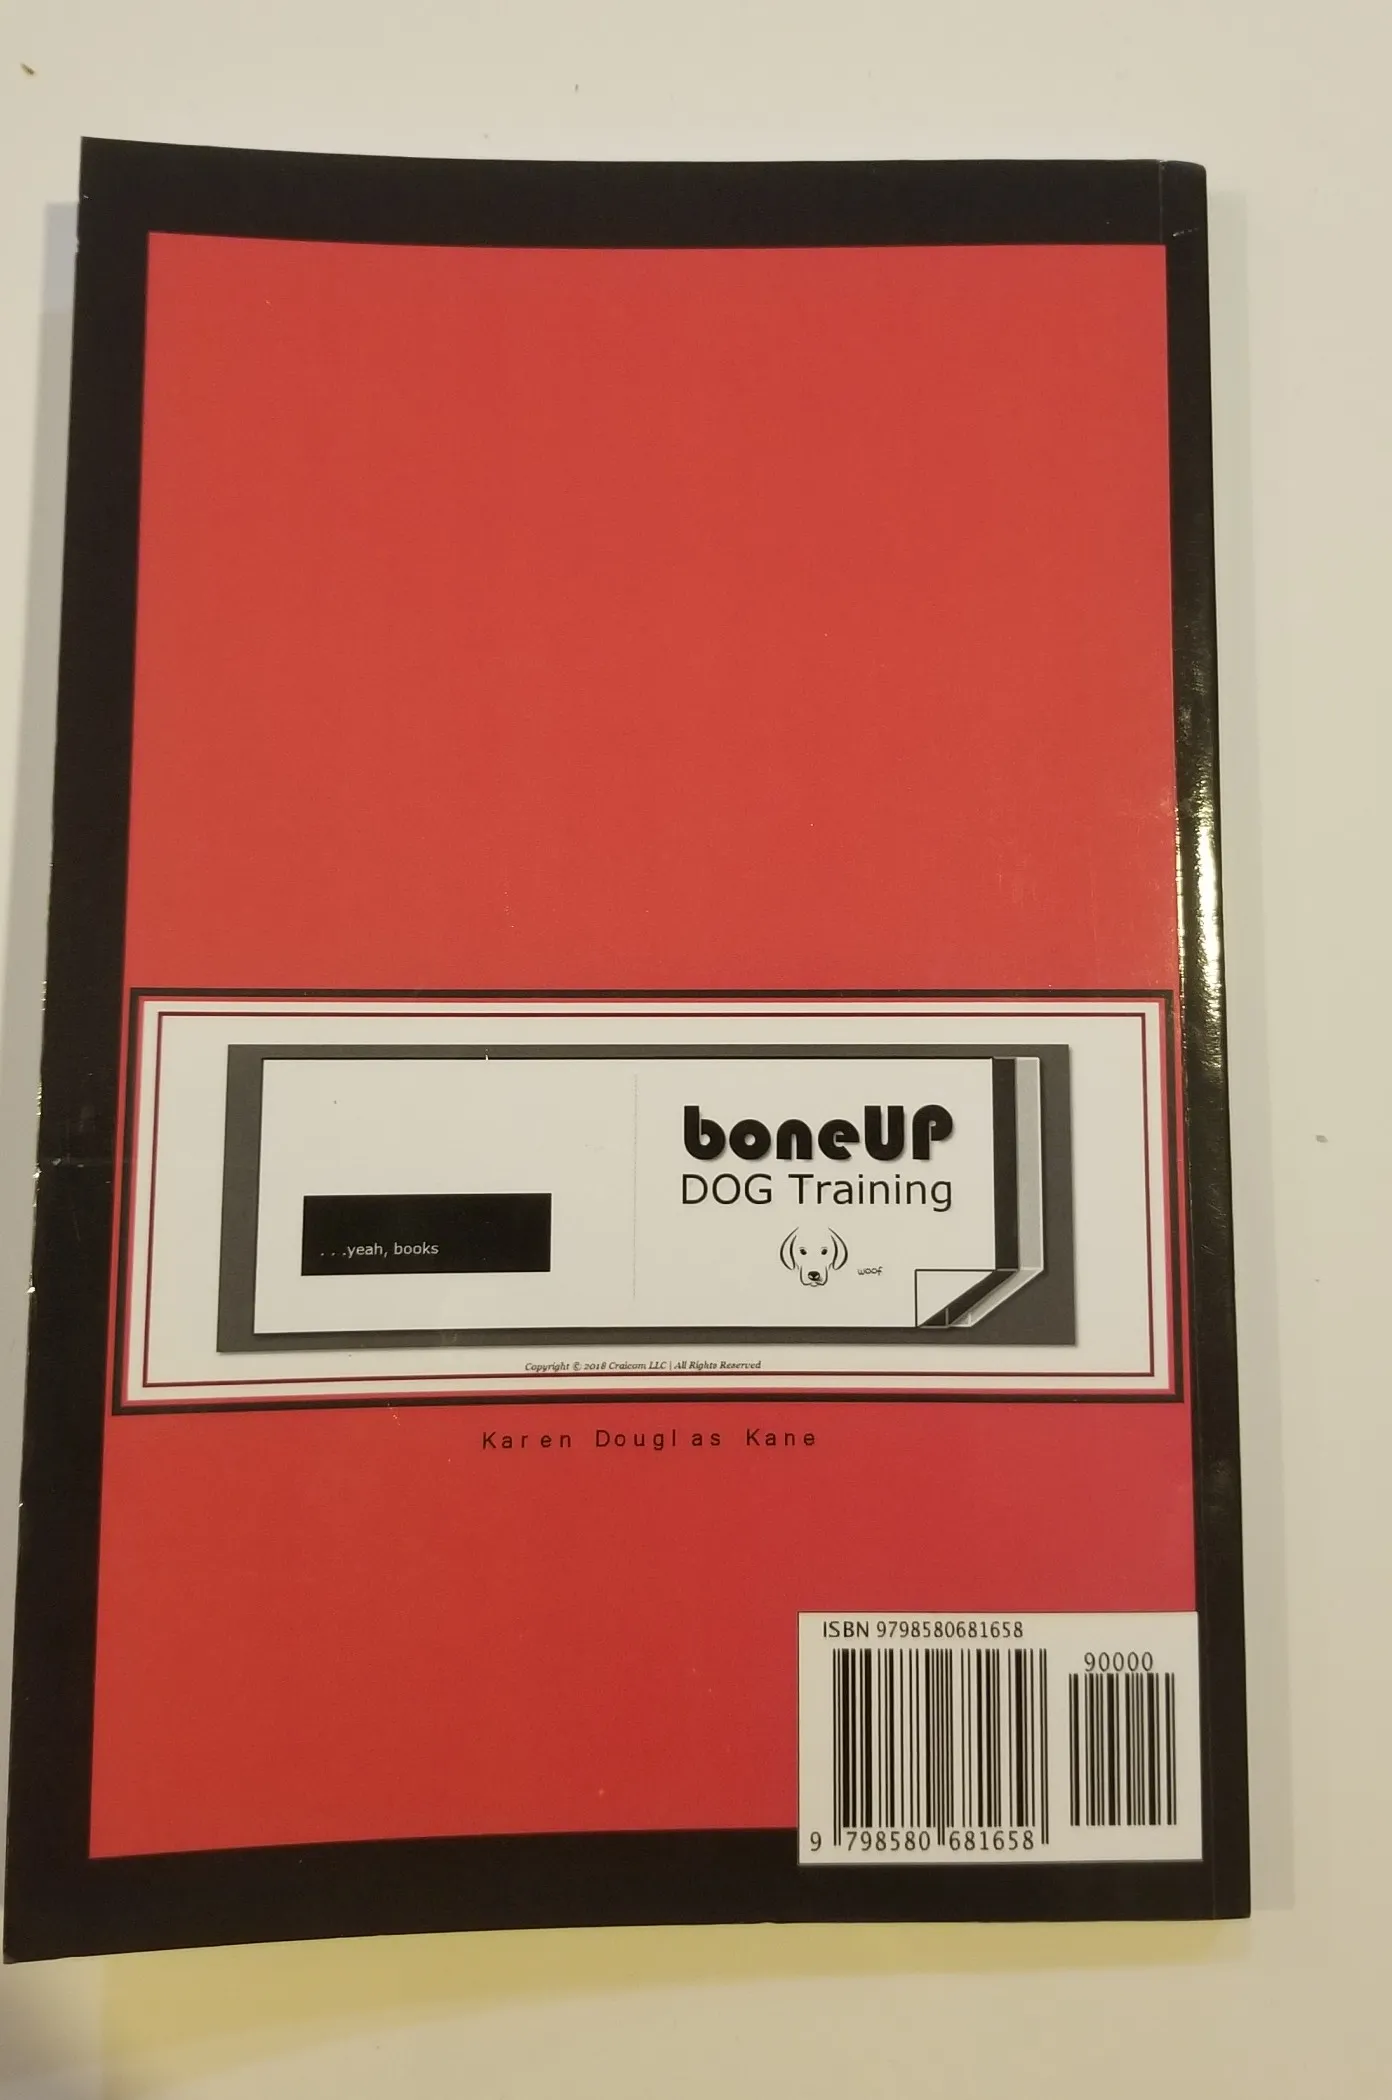 boneUP
DOG Training
. . .yeah, books
woof
Copyright © 2018 Craicom LLC | All Rights Reserved
Karen Douglas Kane
ISBN 9798580681658
90000
9 798580 681658